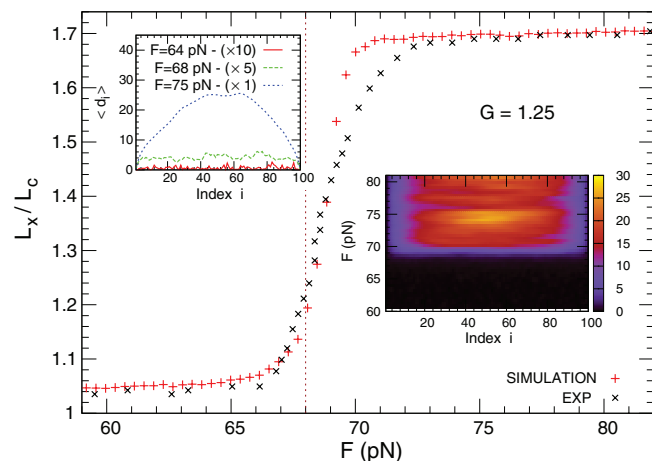 1.7
1.6
1.5
1.4
1.3
1.2
1.1
1
L_x / L_c
60
65
70
75
80
F (pN)
F=64 pN - (×10)
F=68 pN - (× 5)
F=75 pN - (× 1)
40
30
20
10
0
< d_i >
20 40 60 80 100
Index i
G = 1.25
80
75
70
65
60
F (pN)
20 40 60 80 100
Index i
30
25
20
15
10
5
0
SIMULATION
EXP